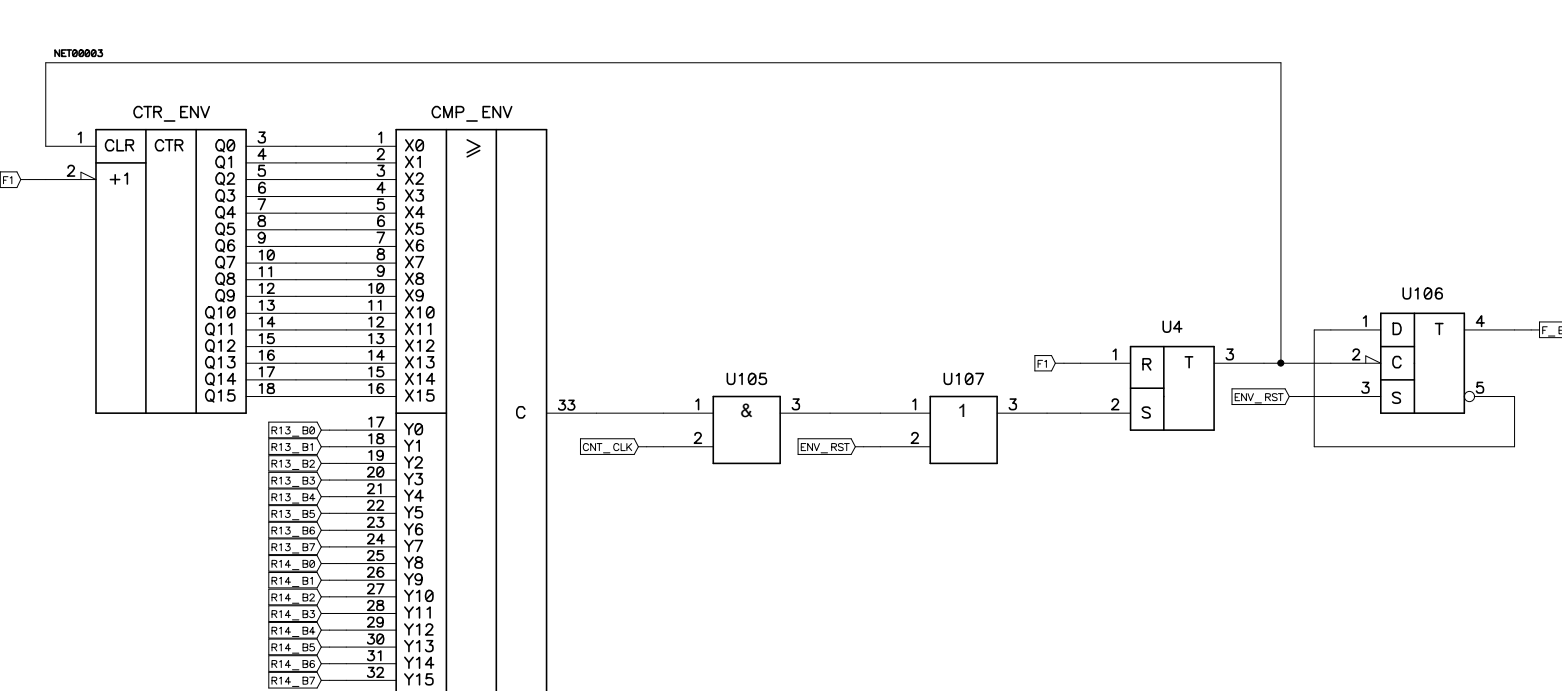 NET00003
CTR_ENV CMP_ENV
1 CLR CTR Q0 3 1 X0 ⩾
Q1 4 2 X1
F1 2 +1 Q2 5 3 X2
Q3 6 4 X3
Q4 7 5 X4
Q5 8 6 X5
Q6 9 7 X6
Q7 10 8 X7
Q8 11 9 X8
Q9 12 10 X9
Q10 13 11 X10
Q11 14 12 X11
Q12 15 13 X12
Q13 16 14 X13
Q14 17 15 X14
Q15 18 16 X15
C 33
R13_B0 17 Y0
R13_B1 18 Y1
R13_B2 19 Y2
R13_B3 20 Y3
R13_B4 21 Y4
R13_B5 22 Y5
R13_B6 23 Y6
R13_B7 24 Y7
R14_B0 25 Y8
R14_B1 26 Y9
R14_B2 27 Y10
R14_B3 28 Y11
R14_B4 29 Y12
R14_B5 30 Y13
R14_B6 31 Y14
R14_B7 32 Y15
U105
1 & 3
CNT_CLK 2
U107
1 1 3
ENV_RST 2
U4
F1 1 R T 3
2 S
U106
1 D T 4
2 C
ENV_RST 3 S 5